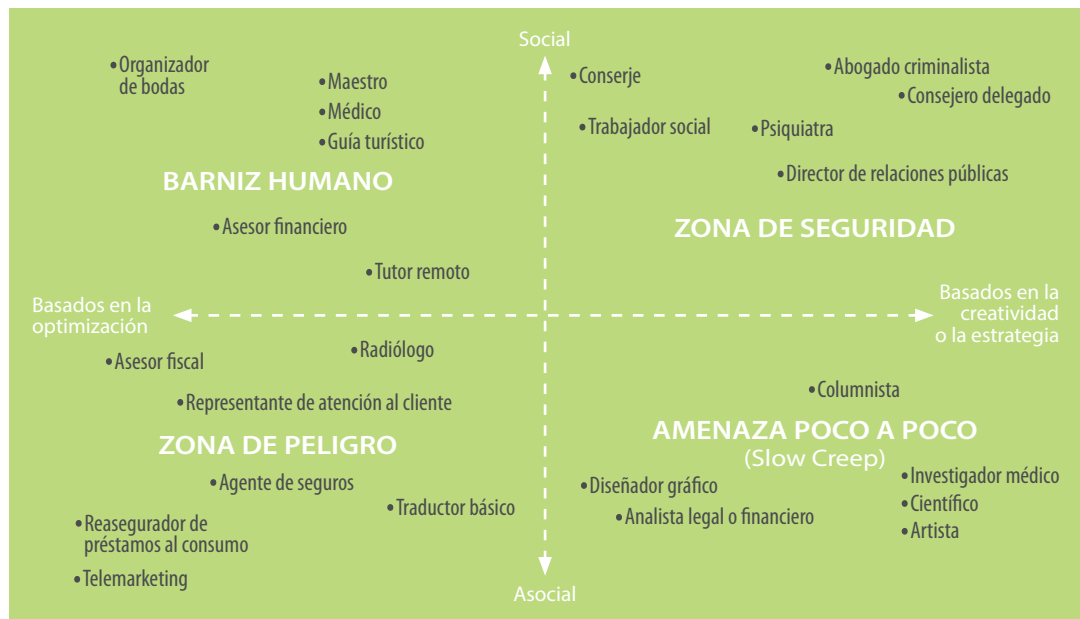 Social
•Organizador
de bodas
•Maestro
•Médico
•Guía turístico
BARNIZ HUMANO
•Asesor financiero
•Tutor remoto
•Conserje
•Abogado criminalista
•Consejero delegado
•Trabajador social
•Psiquiatra
•Director de relaciones públicas
ZONA DE SEGURIDAD
Basados en la
optimización
Basados en la
creatividad
o la estrategia
•Radiólogo
•Asesor fiscal
•Representante de atención al cliente
ZONA DE PELIGRO
•Agente de seguros
•Traductor básico
•Reasegurador de
préstamos al consumo
•Telemarketing
•Columnista
AMENAZA POCO A POCO
(Slow Creep)
•Diseñador gráfico
•Analista legal o financiero
•Investigador médico
•Científico
•Artista
Asocial